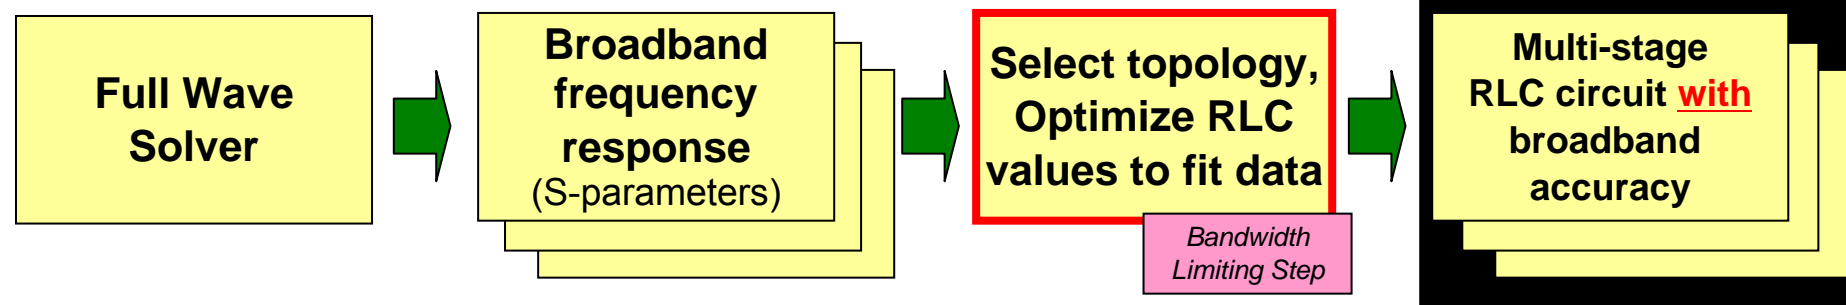 Full Wave
Solver
Broadband
frequency
response
(S-parameters)
Select topology,
Optimize RLC
values to fit data
Bandwidth
Limiting Step
Multi-stage
RLC circuit with
broadband
accuracy